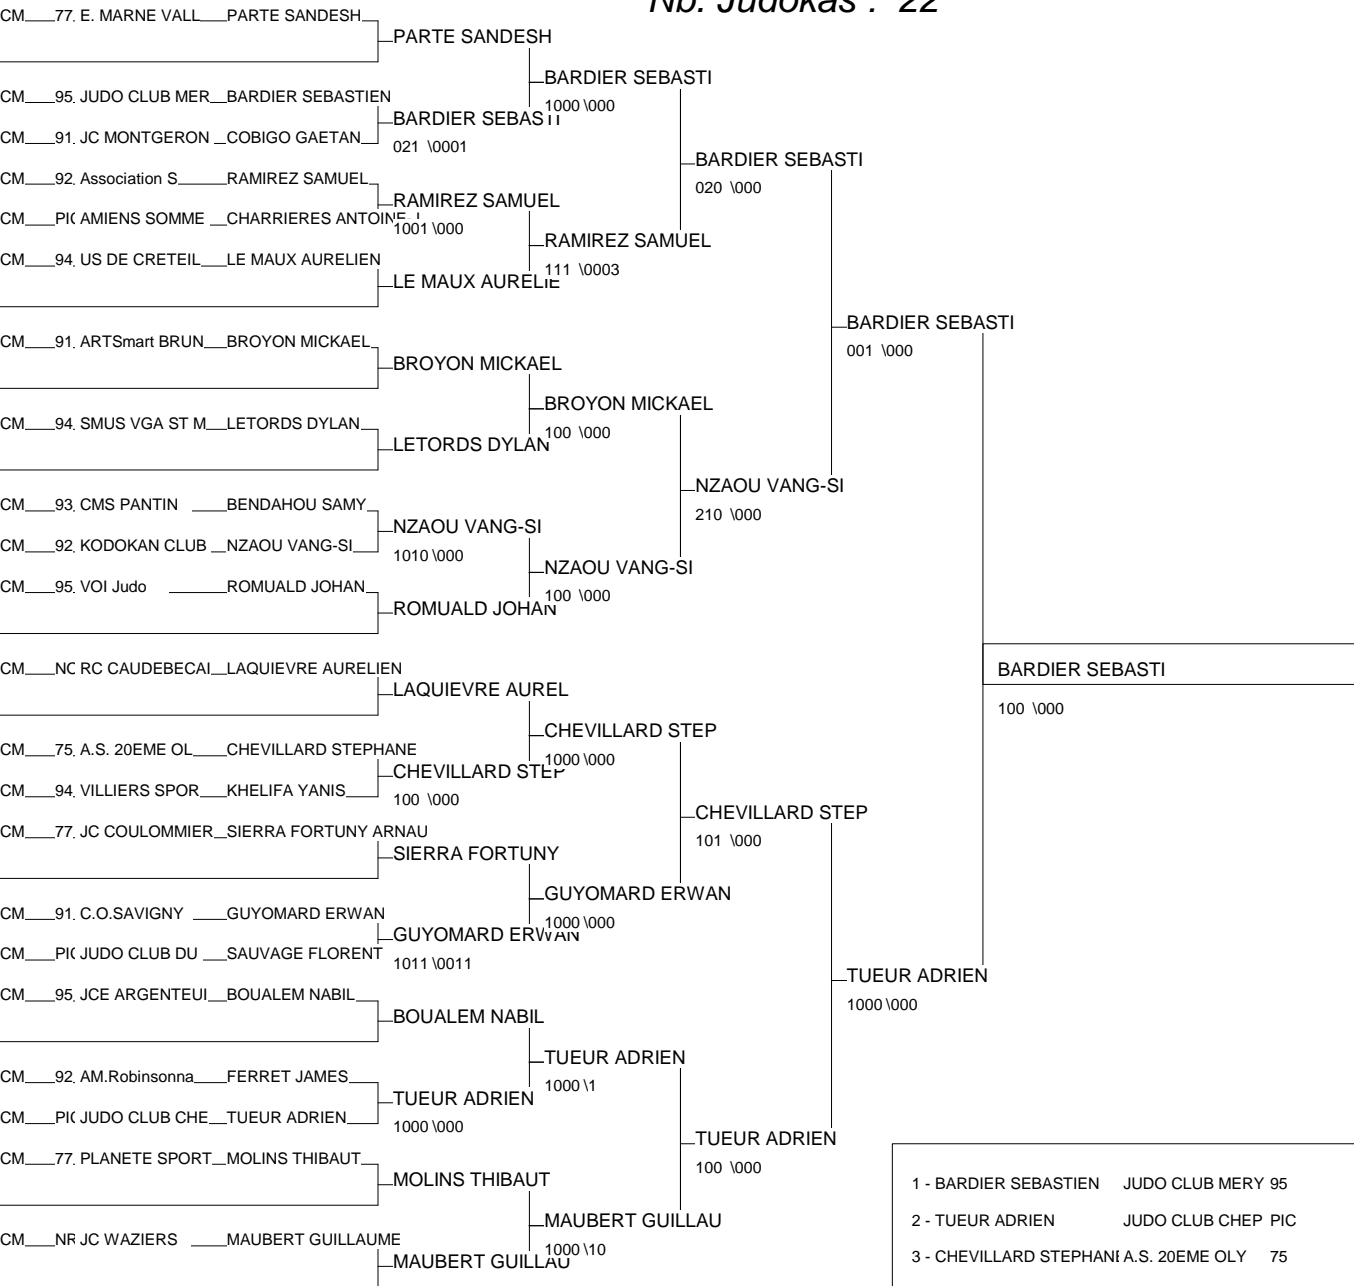 Nb. Judokas : 22
CM 77. E. MARNE VALL PARTE SANDESH
PARTE SANDESH
BARDIER SEBASTI
1000 \000
CM 95. JUDO CLUB MER BARDIER SEBASTIEN
BARDIER SEBASTI
021 \0001
CM 91. JC MONTGERON COBIGO GAETAN
BARDIER SEBASTI
020 \000
CM 92. Association S RAMIREZ SAMUEL
RAMIREZ SAMUEL
1001 \000
CM PI( AMIENS SOMME CHARRIERES ANTOINE-J
RAMIREZ SAMUEL
111 \0003
CM 94. US DE CRETEIL LE MAUX AURELIEN
LE MAUX AURELIE
BARDIER SEBASTI
001 \000
CM 91. ARTSmart BRUN BROYON MICKAEL
BROYON MICKAEL
BROYON MICKAEL
100 \000
CM 94. SMUS VGA ST M LETORDS DYLAN
LETORDS DYLAN
NZAOU VANG-SI
210 \000
CM 93. CMS PANTIN BENDAHOU SAMY
NZAOU VANG-SI
1010 \000
CM 92. KODOKAN CLUB NZAOU VANG-SI
NZAOU VANG-SI
100 \000
CM 95. VOI Judo ROMUALD JOHAN
ROMUALD JOHAN
BARDIER SEBASTI
100 \000
CM NC RC CAUDEBECAI LAQUIEVRE AURELIEN
LAQUIEVRE AUREL
CHEVILLARD STEP
1000 \000
CM 75. A.S. 20EME OL CHEVILLARD STEPHANE
CHEVILLARD STEP
100 \000
CM 94. VILLIERS SPOR KHELIFA YANIS
CHEVILLARD STEP
101 \000
CM 77. JC COULOMMIER SIERRA FORTUNY ARNAU
SIERRA FORTUNY
GUYOMARD ERWAN
1000 \000
CM 91. C.O.SAVIGNY GUYOMARD ERWAN
GUYOMARD ERWAN
1011 \0011
CM PI( JUDO CLUB DU SAUVAGE FLORENT
TUEUR ADRIEN
1000 \000
CM 95. JCE ARGENTEUI BOUALEM NABIL
BOUALEM NABIL
TUEUR ADRIEN
1000 \1
CM 92. AM.Robinsonna FERRET JAMES
TUEUR ADRIEN
1000 \000
CM PI( JUDO CLUB CHE TUEUR ADRIEN
TUEUR ADRIEN
100 \000
CM 77. PLANETE SPORT MOLINS THIBAUT
MOLINS THIBAUT
MAUBERT GUILLAU
1000 \10
CM NR JC WAZIERS MAUBERT GUILLAUME
MAUBERT GUILLAU
1 - BARDIER SEBASTIEN JUDO CLUB MERY 95
2 - TUEUR ADRIEN JUDO CLUB CHEP PIC
3 - CHEVILLARD STEPHANE A.S. 20EME OLY 75